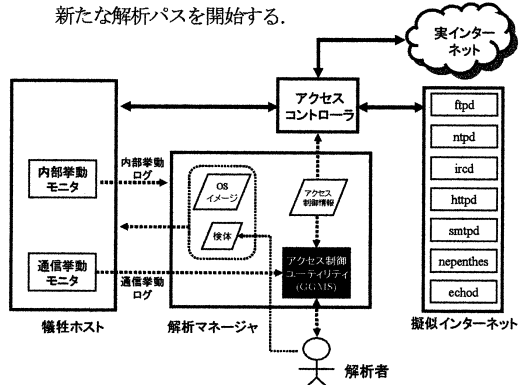 新たな解析パスを開始する.
実インター
ネット
アクセス
コントローラ
ftpd
ntpd
ircd
httpd
smtpd
nepenthes
echod
内部挙動
モニタ
内部挙動
ログ
OS
イメージ
アクセス
制御情報
検体
通信挙動
モニタ
通信挙動
ログ
アクセス制御
ユーティリティ
(GGMS)
犠牲ホスト
解析マネージャ
擬似インターネット
解析者